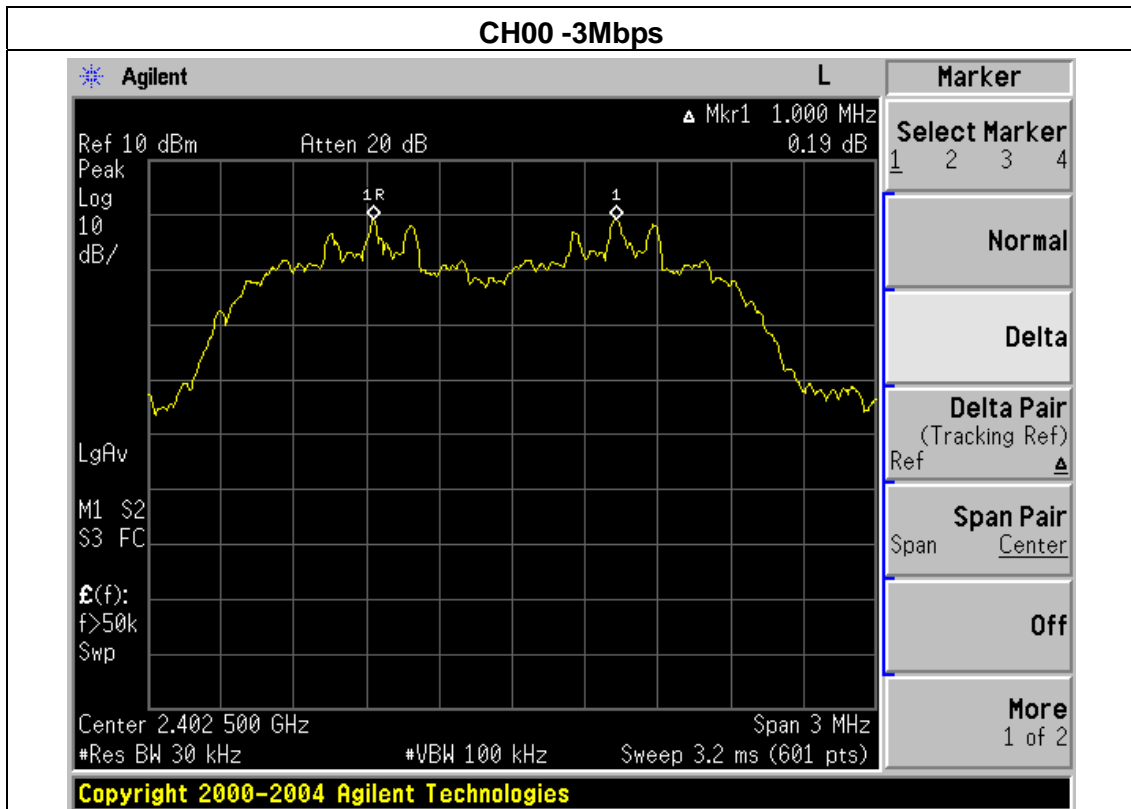 CH00 -3Mbps
Agilent L
Marker
Δ Mkr1 1.000 MHz
Ref 10 dBm Atten 20 dB 0.19 dB
Peak
Log
10
dB/
1R
1
LgAv
M1 S2
S3 FC
£(f):
f>50k
Swp
Center 2.402 500 GHz Span 3 MHz
#Res BW 30 kHz #VBW 100 kHz Sweep 3.2 ms (601 pts)
Select Marker
1 2 3 4
Normal
Delta
Delta Pair
(Tracking Ref)
Ref Δ
Span Pair
Span Center
Off
More
1 of 2
Copyright 2000-2004 Agilent Technologies